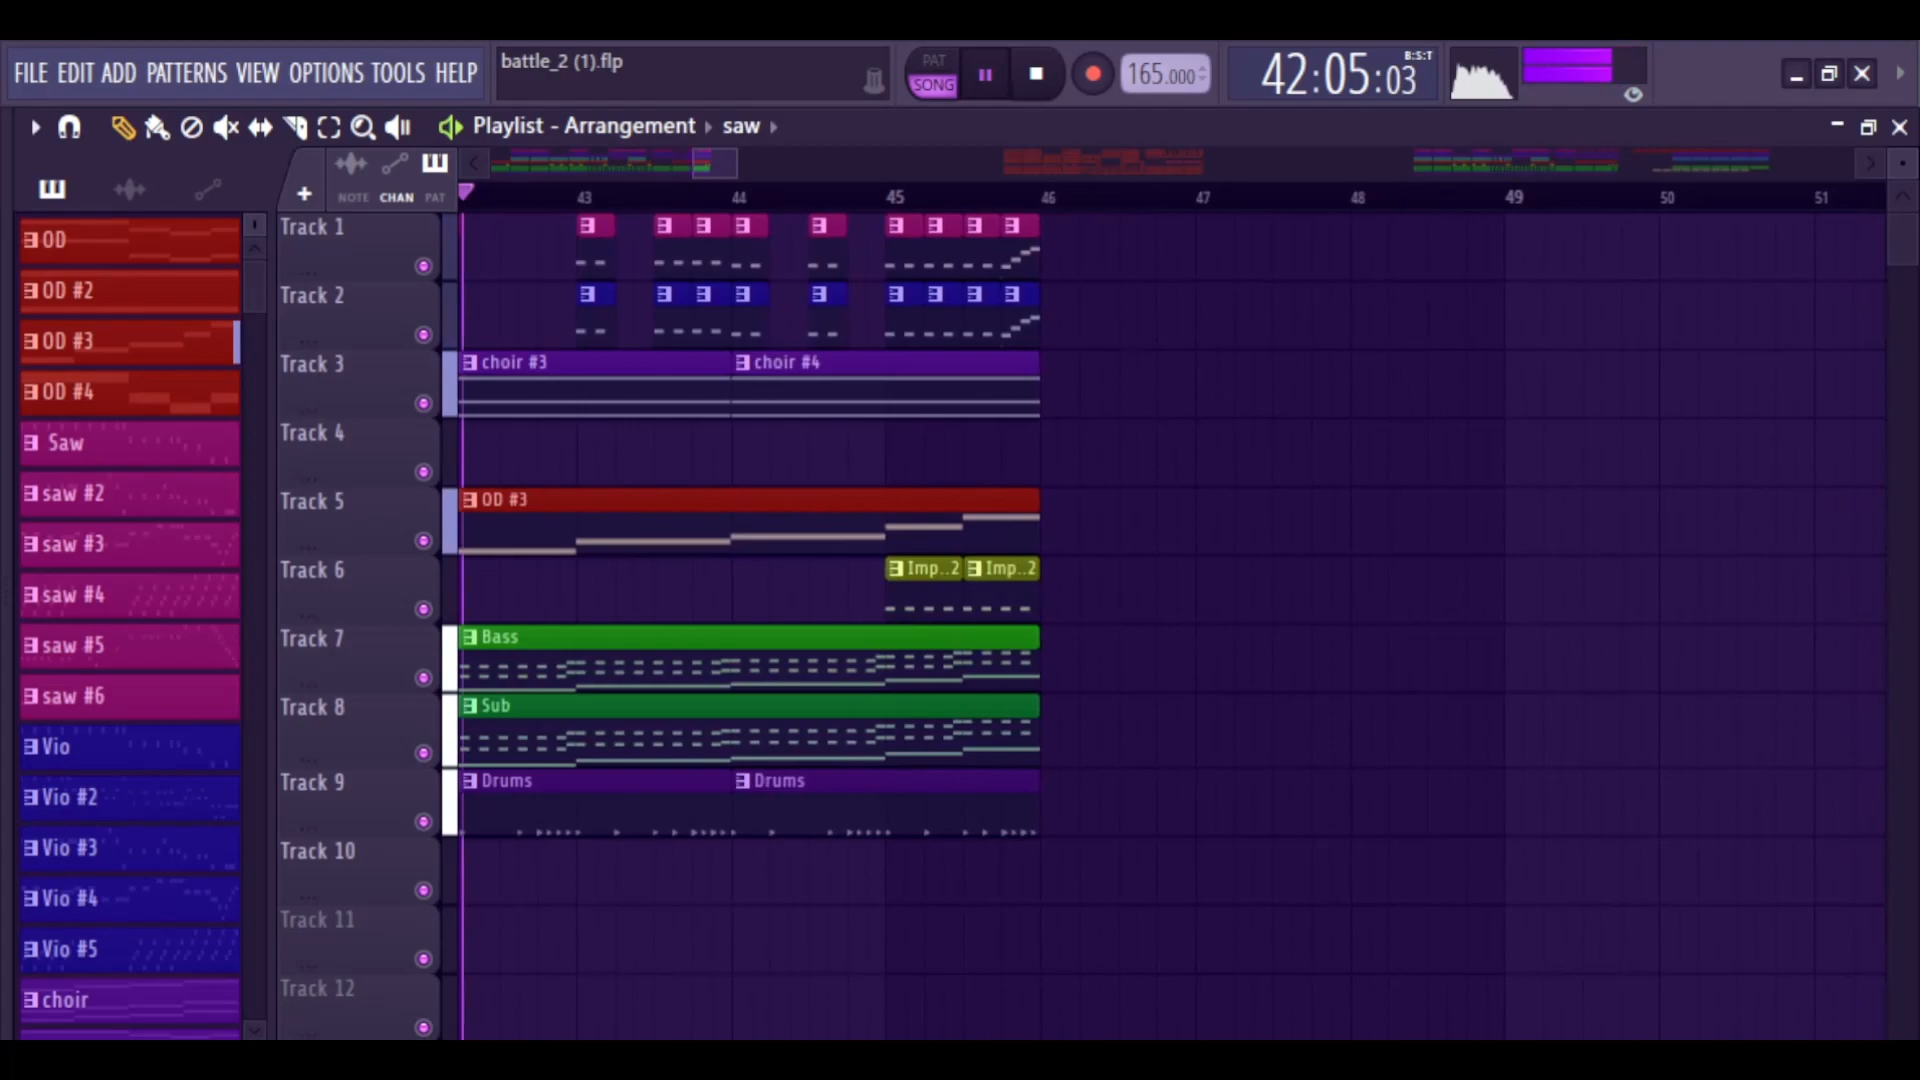 FILE EDIT ADD PATTERNS VIEW OPTIONS TOOLS HELP
battle_2 (1).flp
PAT
SONG
165.000
42:05:03
B:S:T
Playlist - Arrangement ▸ saw ▸
NOTE CHAN PAT
43 44 45 46 47 48 49 50 51
OD
OD #2
OD #3
OD #4
Saw
saw #2
saw #3
saw #4
saw #5
saw #6
Vio
Vio #2
Vio #3
Vio #4
Vio #5
choir
Track 1
Track 2
Track 3
choir #3
choir #4
Track 4
Track 5
OD #3
Track 6
Imp..2
Imp..2
Track 7
Bass
Track 8
Sub
Track 9
Drums
Drums
Track 10
Track 11
Track 12